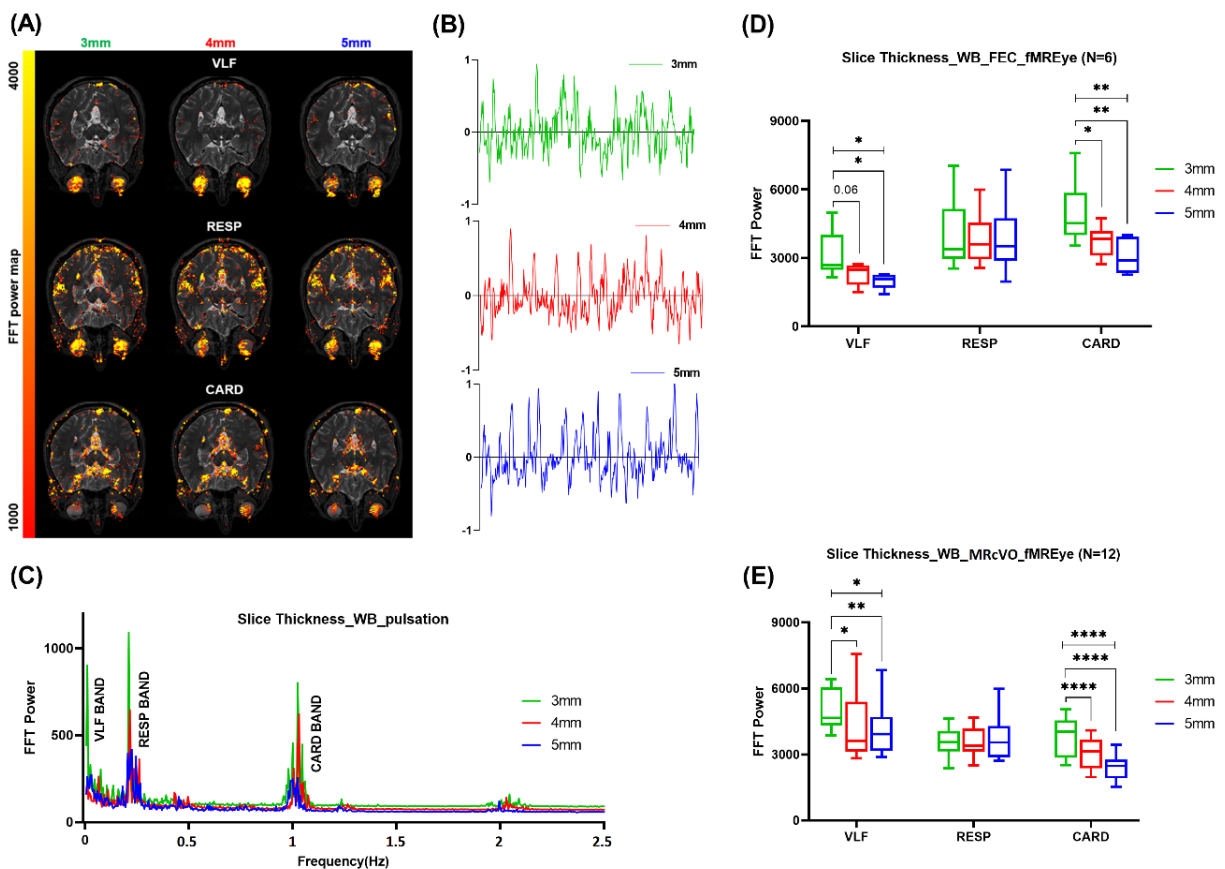 (A)
3mm 4mm 5mm
VLF
4000
RESP
FFT power map
CARD
1000
(B)
3mm
1
0
-1
4mm
1
0
-1
5mm
1
0
-1
(C)
Slice Thickness_WB_pulsation
FFT Power
1000
500
0
VLF BAND
RESP BAND
CARD BAND
3mm
4mm
5mm
0 0.5 1 1.5 2 2.5
Frequency(Hz)
(D)
Slice Thickness_WB_FEC_fMREye (N=6)
FFT Power
9000
6000
3000
0
*
*
0.06
**
**
*
3mm
4mm
5mm
VLF RESP CARD
(E)
Slice Thickness_WB_MRcVO_fMREye (N=12)
FFT Power
9000
6000
3000
0
*
**
*
****
****
****
3mm
4mm
5mm
VLF RESP CARD